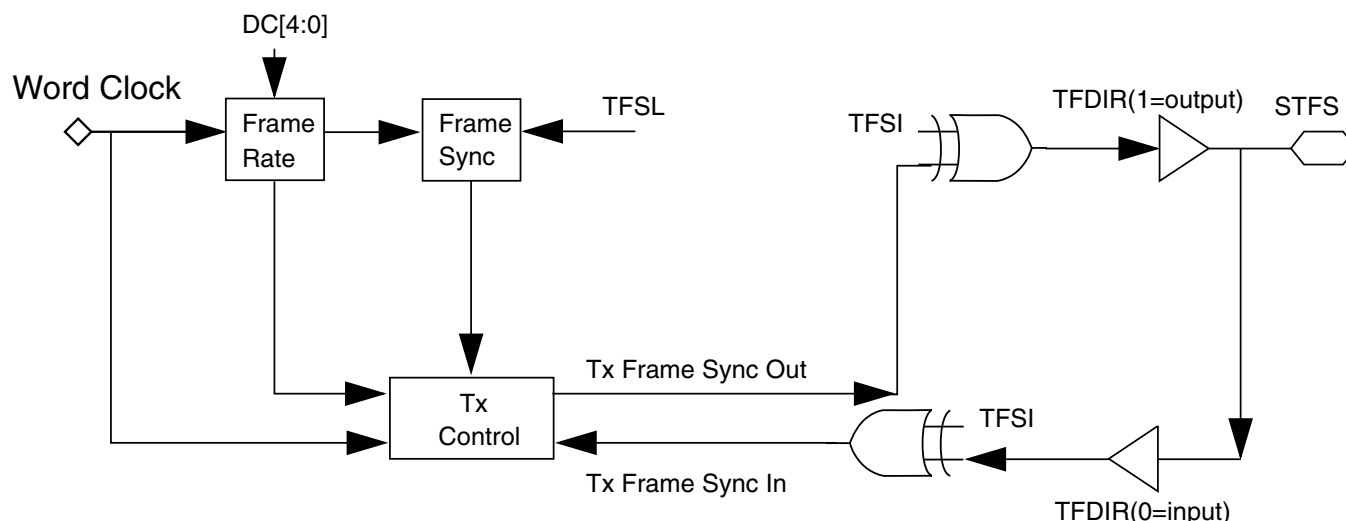 DC[4:0]
Word Clock
Frame
Rate
Frame
Sync
TFSL
TFSI
TFDIR(1=output)
STFS
Tx Frame Sync Out
Tx
Control
TFSI
Tx Frame Sync In
TFDIR(0=input)